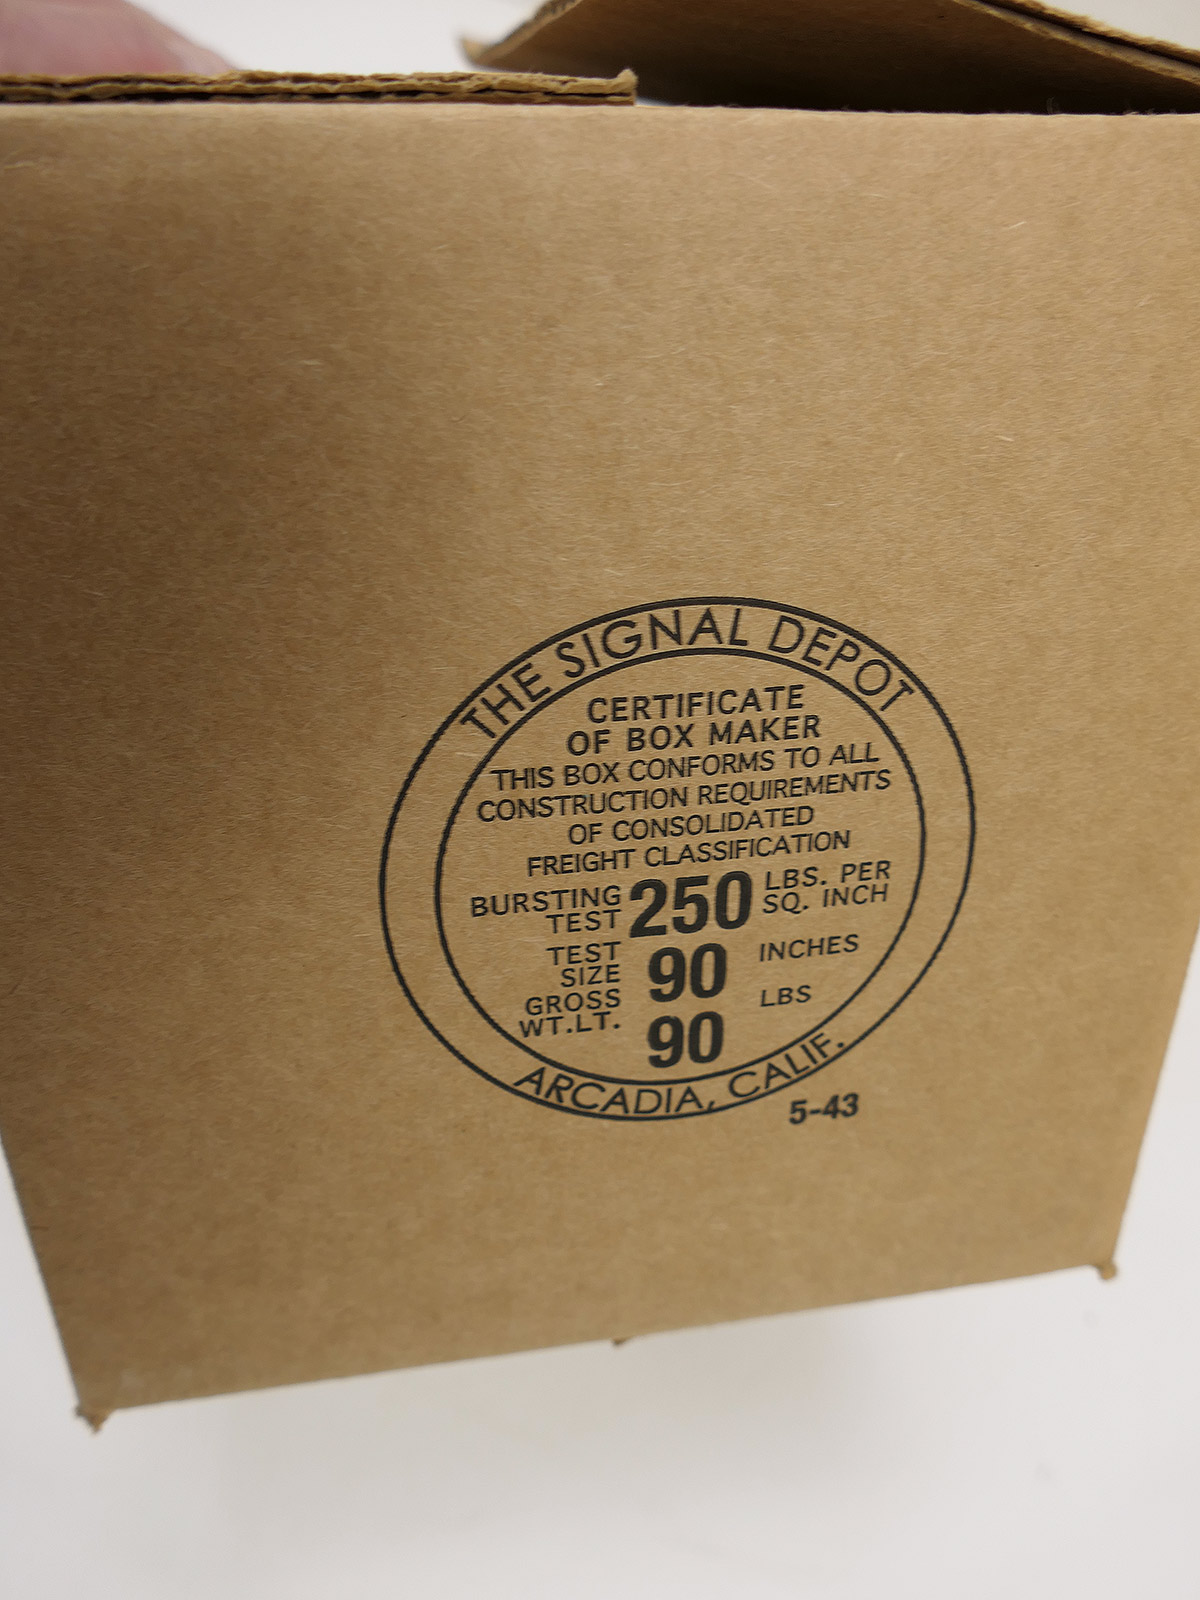 THE SIGNAL DEPOT
CERTIFICATE
OF BOX MAKER
THIS BOX CONFORMS TO ALL
CONSTRUCTION REQUIREMENTS
OF CONSOLIDATED
FREIGHT CLASSIFICATION
BURSTING TEST 250 LBS. PER SQ. INCH
TEST SIZE 90 INCHES
GROSS WT.LT. 90 LBS
ARCADIA, CALIF.
5-43